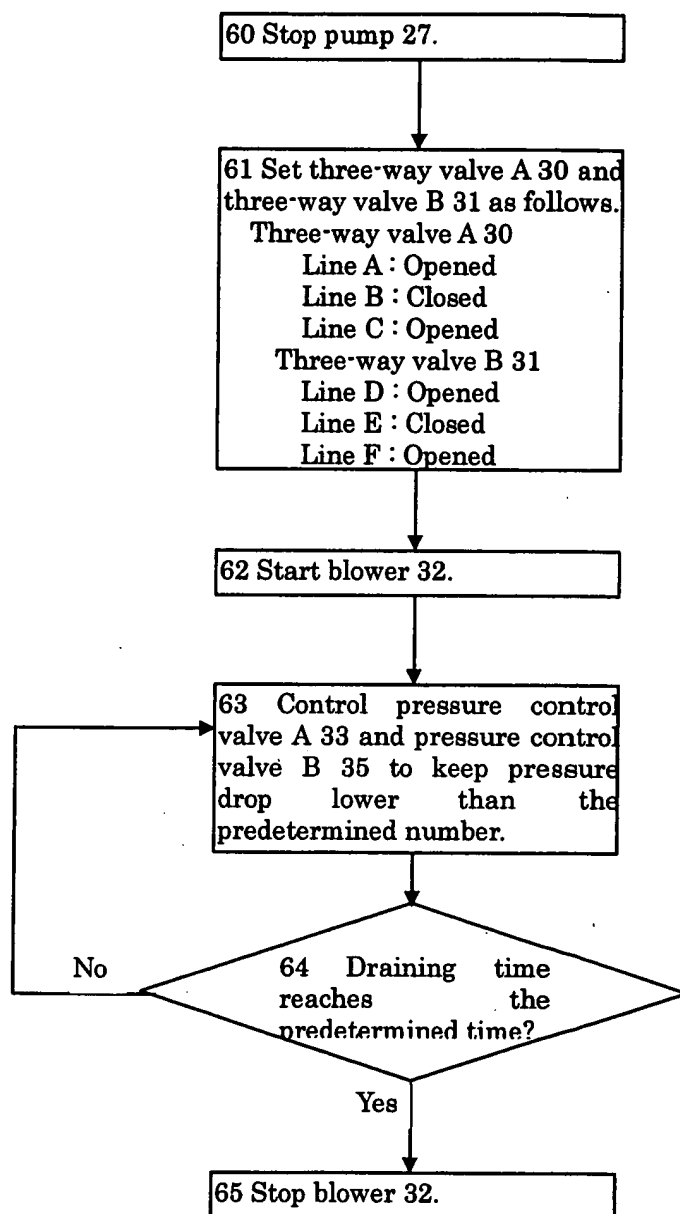 60 Stop pump 27.
61 Set three-way valve A 30 and
three-way valve B 31 as follows.
Three-way valve A 30
Line A : Opened
Line B : Closed
Line C : Opened
Three-way valve B 31
Line D : Opened
Line E : Closed
Line F : Opened
62 Start blower 32.
63 Control pressure control
valve A 33 and pressure control
valve B 35 to keep pressure
drop lower than the
predetermined number.
No
64 Draining time
reaches the
predetermined time?
Yes
65 Stop blower 32.